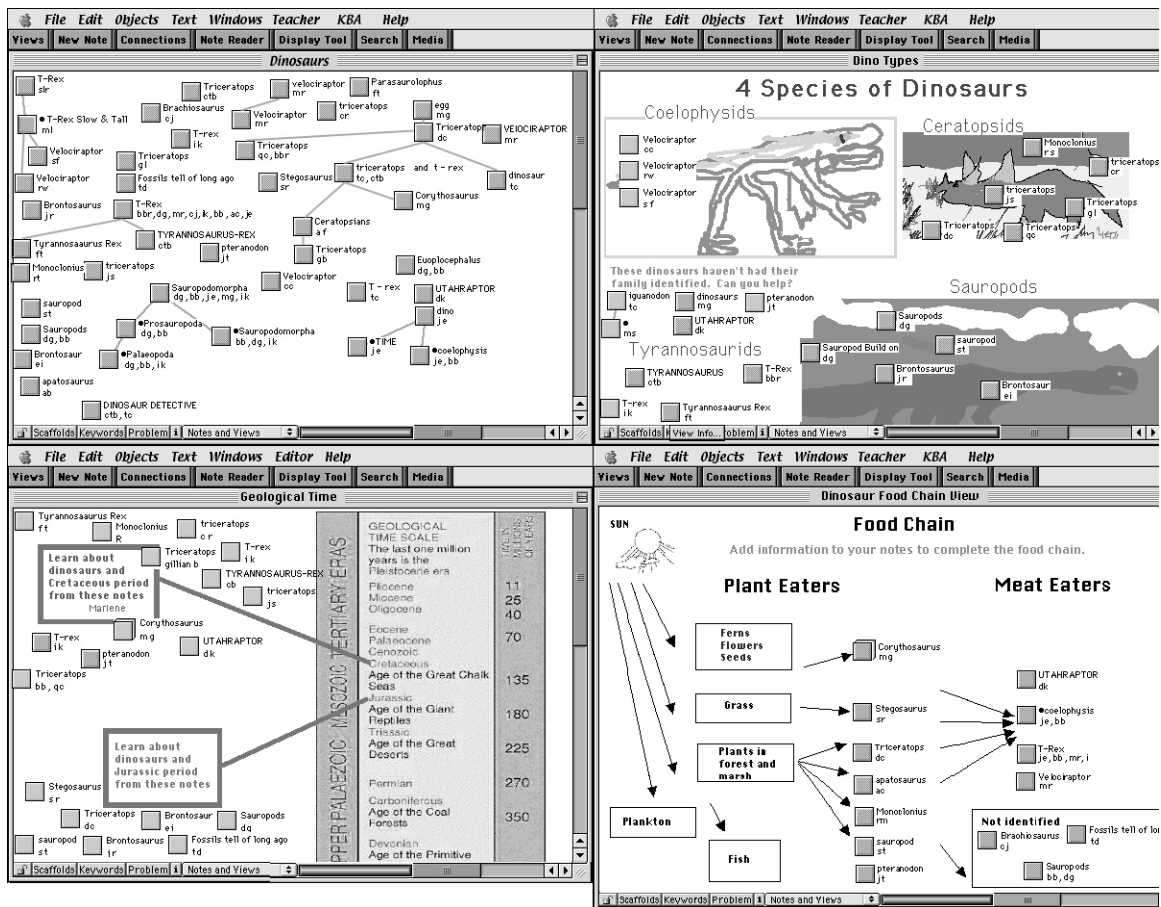 File Edit Objects Text Windows Teacher KBA Help
Views New Note Connections Note Reader Display Tool Search Media
Dinosaurs
T-Rex
slr
• T-Rex Slow & Tall
ml
Velociraptor
sf
Velociraptor
rw
Brontosaurus
jr
Brachiosaurus
cj
Triceratops
ctb
velociraptor
mr
Parasaurolophus
ft
Velociraptor
mr
triceratops
cr
egg
mg
Triceratops
dc
VElOCIRAPTOR
mr
T-rex
ik
Triceratops
gl
Triceratops
qc, bbr
Fossils tell of long ago
td
Stegosaurus
sr
triceratops and t-rex
tc, ctb
dinosaur
tc
Corythosaurus
mg
T-Rex
bbr, dg, mr, cj, ik, bb, ac, je
Ceratopsians
af
Tyrannosaurus Rex
ft
TYRANNOSAURUS-REX
ctb
pteranodon
jt
Triceratops
gb
Monoclonius
rt
triceratops
js
Velociraptor
cc
Euoplocephalus
dg, bb
sauropod
st
Sauropodomorpha
dg, bb, je, mg, ik
T-rex
tc
UTAHRAPTOR
dk
Sauropods
dg, bb
•Prosauropoda
dg, bb
•Sauropodomorpha
bb, dg, ik
dino
je
•TIME
je
Brontosaur
ei
•Palaeopoda
dg, bb, ik
•coelophysis
je, bb
apatosaurus
ab
DINOSAUR DETECTIVE
ctb, tc
Scaffolds Keywords Problem i Notes and Views
File Edit Objects Text Windows Teacher KBA Help
Views New Note Connections Note Reader Display Tool Search Media
Dino Types
4 Species of Dinosaurs
Coelophysids
Velociraptor
cc
Velociraptor
rw
Velociraptor
sf
Ceratopsids
Monoclonius
rs
triceratops
cr
triceratops
js
Triceratops
gl
Triceratops
dc
Triceratops
qc
These dinosaurs haven't had their
family identified. Can you help?
iguanodon
tc
dinosaurs
mg
pteranodon
jt
•
ms
UTAHRAPTOR
dk
Sauropods
Sauropods
dg
Sauropod Build on
dg
sauropod
st
Brontosaurus
jr
Brontosaur
ei
Tyrannosaurids
TYRANNOSAURUS
ctb
T-Rex
bbr
T-rex
ik
Tyrannosaaurus Rex
ft
Scaffolds View Info... oblem i Notes and Views
File Edit Objects Text Windows Editor Help
Views New Note Connections Note Reader Display Tool Search Media
Geological Time
Tyrannosaurus Rex
ft
Monoclonius
R
triceratops
cr
Learn about
dinosaurs and
Cretaceous period
from these notes
Marlene
Triceratops
gillian b
T-rex
ik
TYRANNOSAURUS-REX
cb
triceratops
js
Corythosaurus
mg
T-rex
ik
pteranodon
jt
UTAHRAPTOR
dk
Triceratops
bb, qc
Learn about
dinosaurs and
Jurassic period
from these notes
Stegosaurus
sr
Triceratops
dc
Brontosaur
ei
Sauropods
dg
sauropod
st
Brontosaurus
jr
Fossils tell of long ago
td
PPER PALAEZOIC MESOZOIC TERTIARY ERAS
GEOLOGICAL
TIME SCALE
The last one million
years is the
Pleistocene era
TIME IN
MILLIONS
OF YEARS
Pliocene 11
Miocene 25
Oligocene 40
Eocene
Palaeocene 70
Cenozoic
Cretaceous
Age of the Great Chalk 135
Seas
Jurassic
Age of the Giant 180
Reptiles
Triassic
Age of the Great 225
Deserts
Permian 270
Carboniferous
Age of the Coal 350
Forests
Devonian
Age of the Primitive
Scaffolds Keywords Problem i Notes and Views
File Edit Objects Text Windows Teacher KBA Help
Views New Note Connections Note Reader Display Tool Search Media
Dinosaur Food Chain View
SUN
Food Chain
Add information to your notes to complete the food chain.
Plant Eaters
Meat Eaters
Ferns
Flowers
Seeds
Corythosaurus
mg
UTAHRAPTOR
dk
Grass
Stegosaurus
sr
•coelophysis
je, bb
Plants in
forest and
marsh
Triceratops
dc
T-Rex
je, bb, mr, i
apatosaurus
ac
Velociraptor
mr
Monoclonius
rm
Plankton
sauropod
st
Fish
pteranodon
jt
Not identified
Brachiosaurus
cj
Fossils tell of lon
td
Sauropods
bb, dg
Scaffolds Keywords Problem i Notes and Views